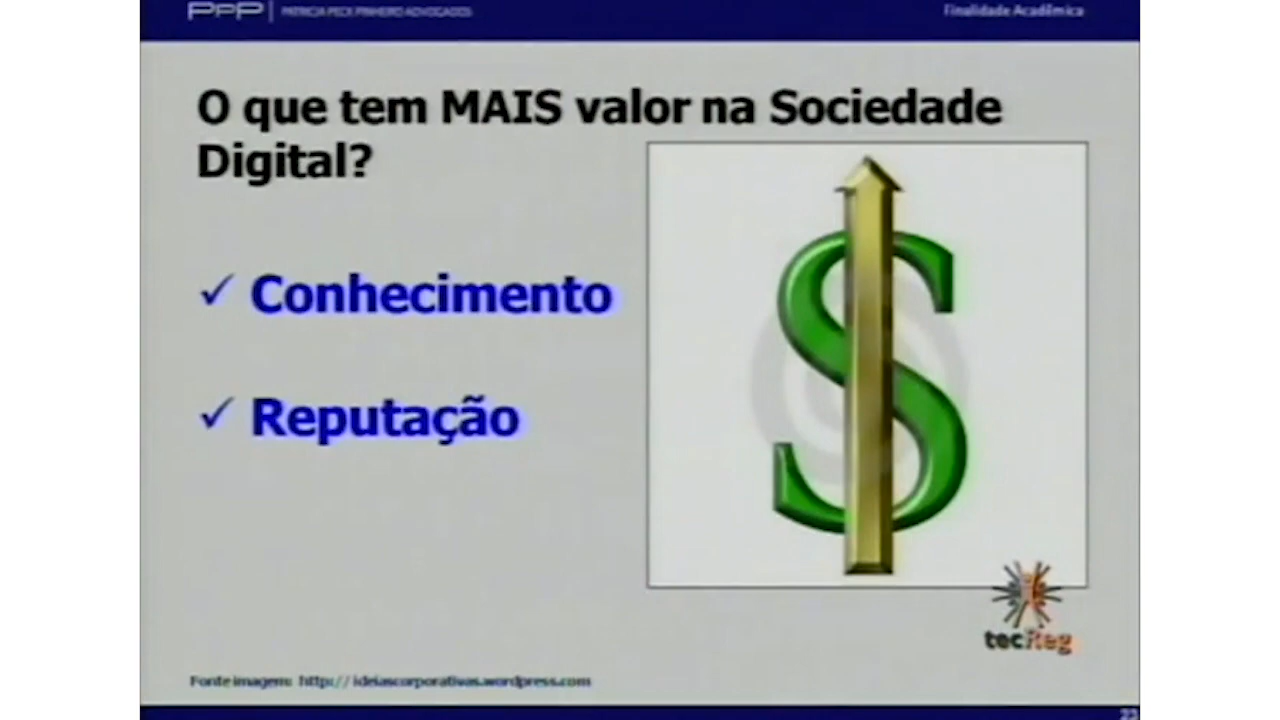 PPP | PATRICIA PECK PINHEIRO ADVOGADOS
Finalidade Acadêmica
O que tem MAIS valor na Sociedade
Digital?
✓ Conhecimento
✓ Reputação
tecReg
Fonte imagem: http://ideiascorporativas.wordpress.com